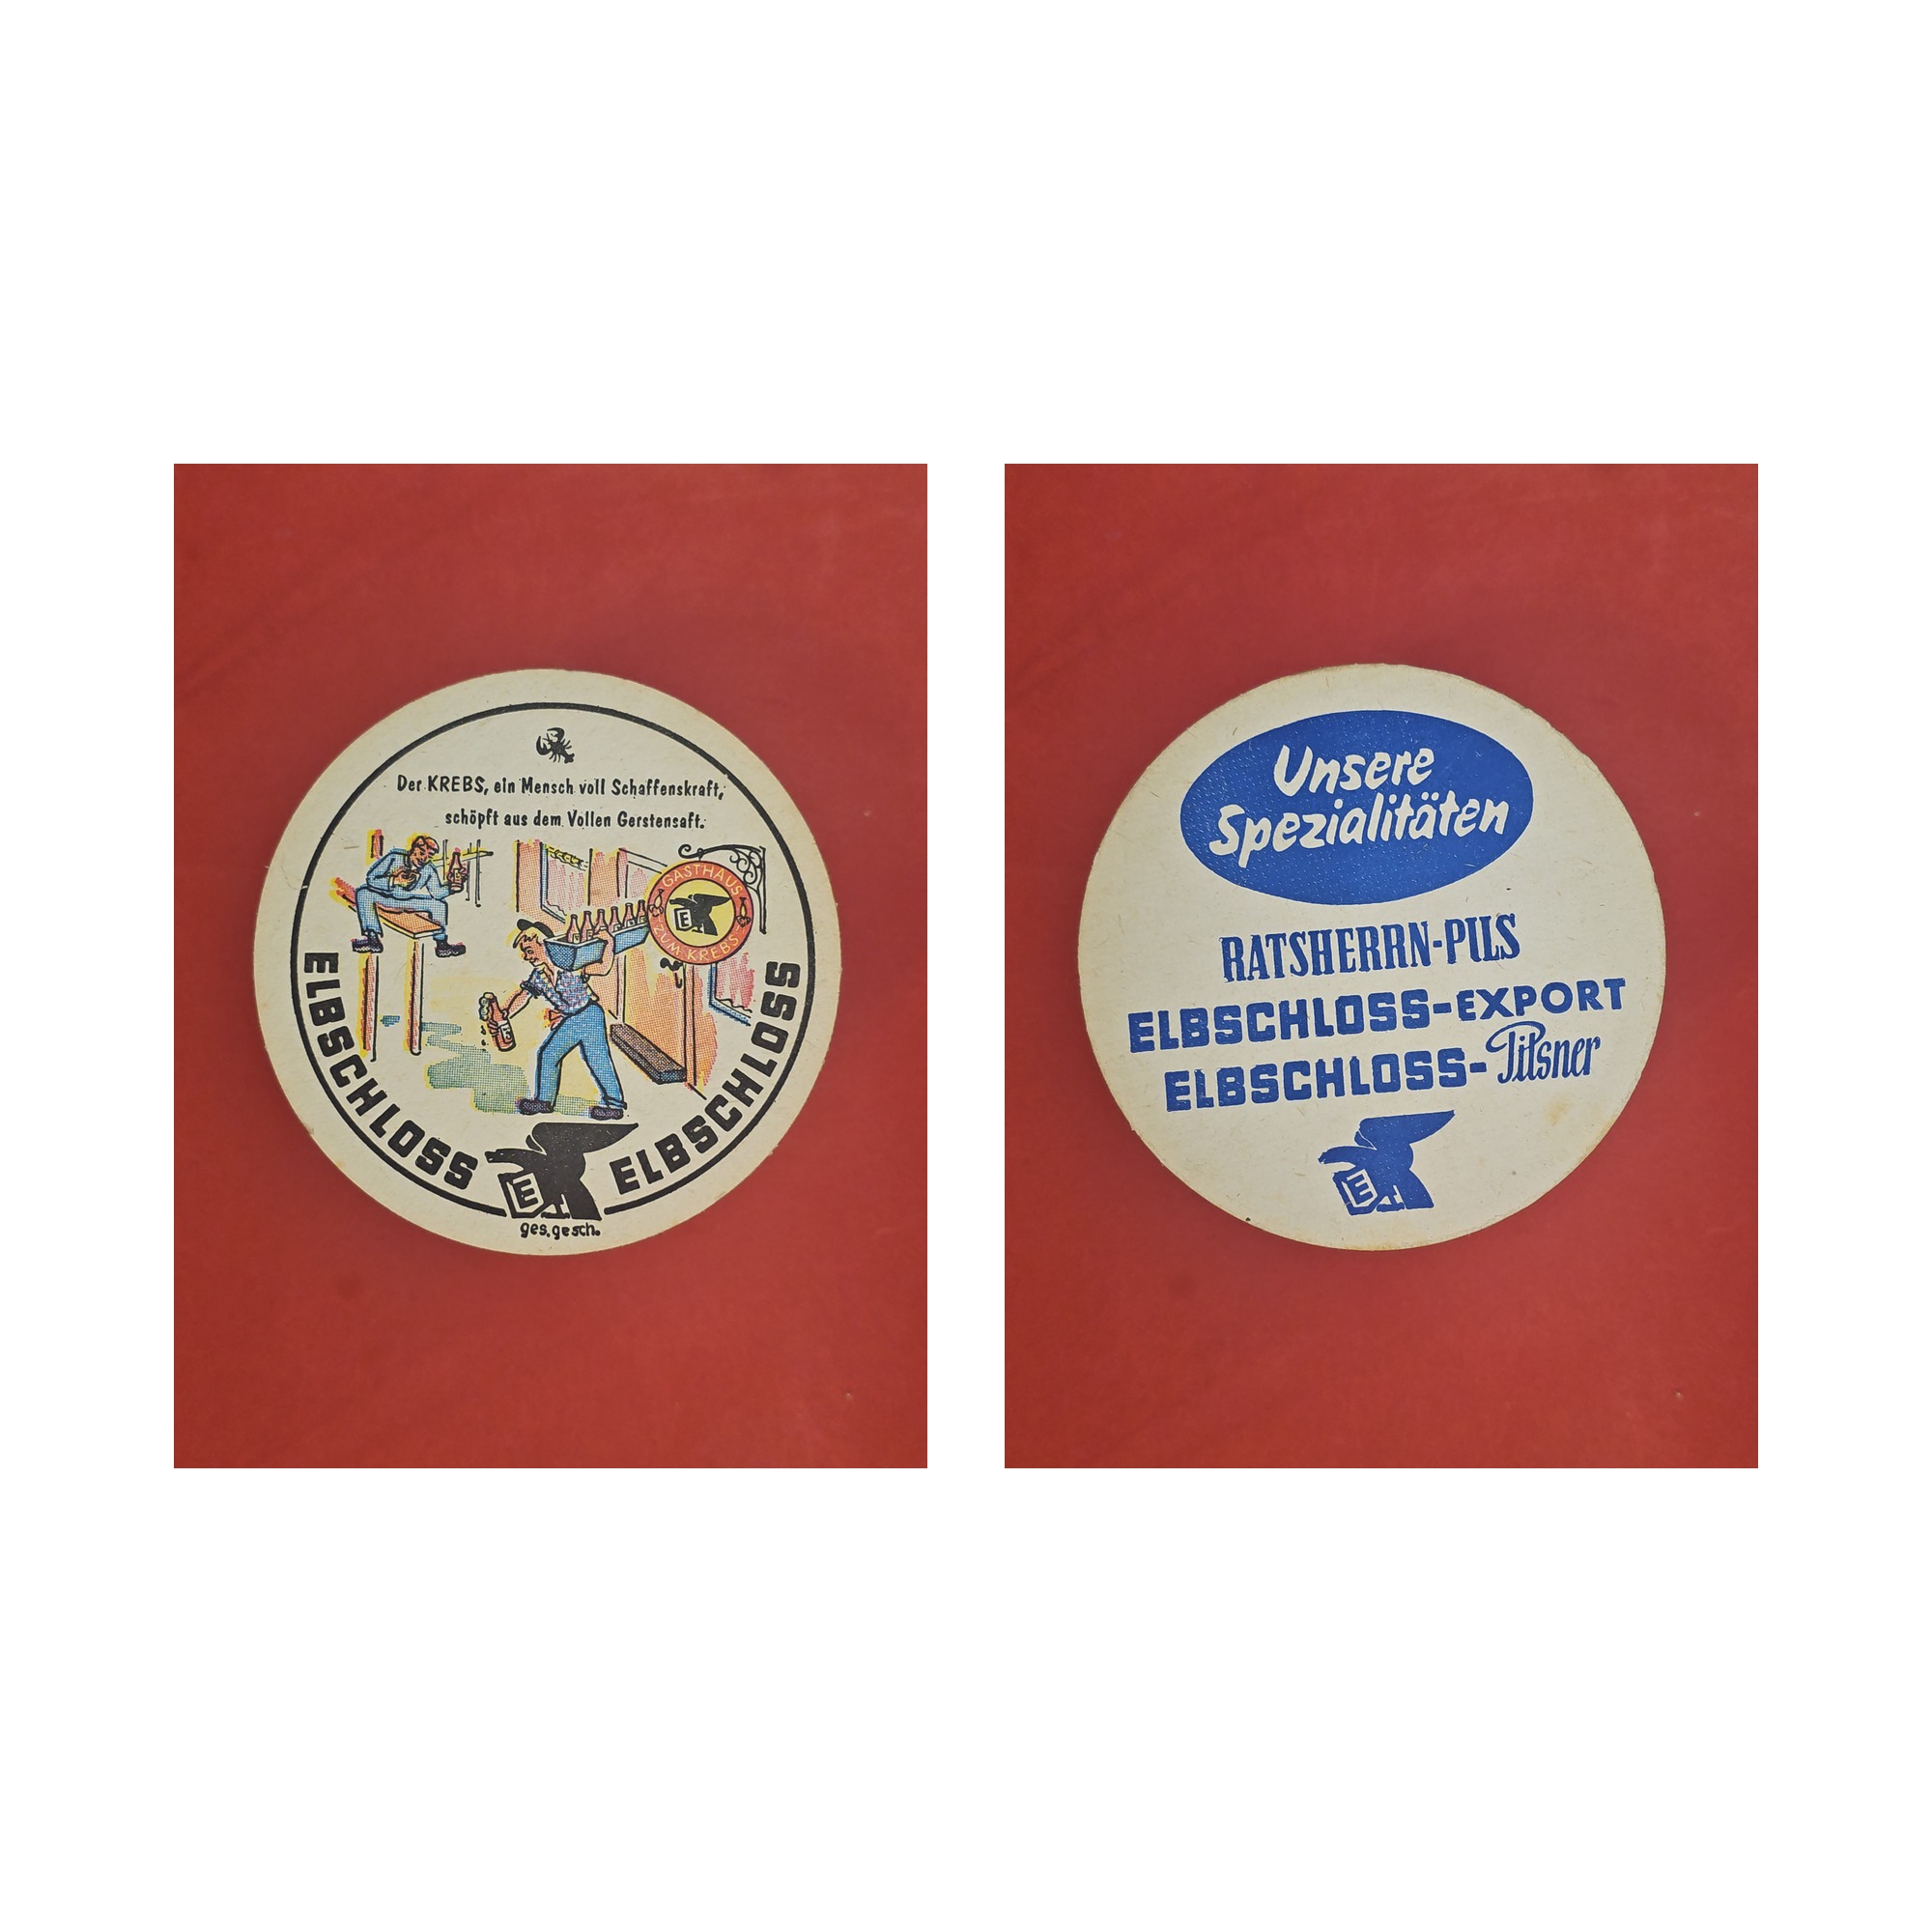 Der KREBS, ein Mensch voll Schaffenskraft,
schöpft aus dem Vollen Gerstensaft.
GASTHAUS
E
ZUM KREBS
ELBSCHLOSS
ELBSCHLOSS
E
ges.gesch.
Unsere
Spezialitäten
RATSHERRN-PILS
ELBSCHLOSS-EXPORT
ELBSCHLOSS-Pilsner
E